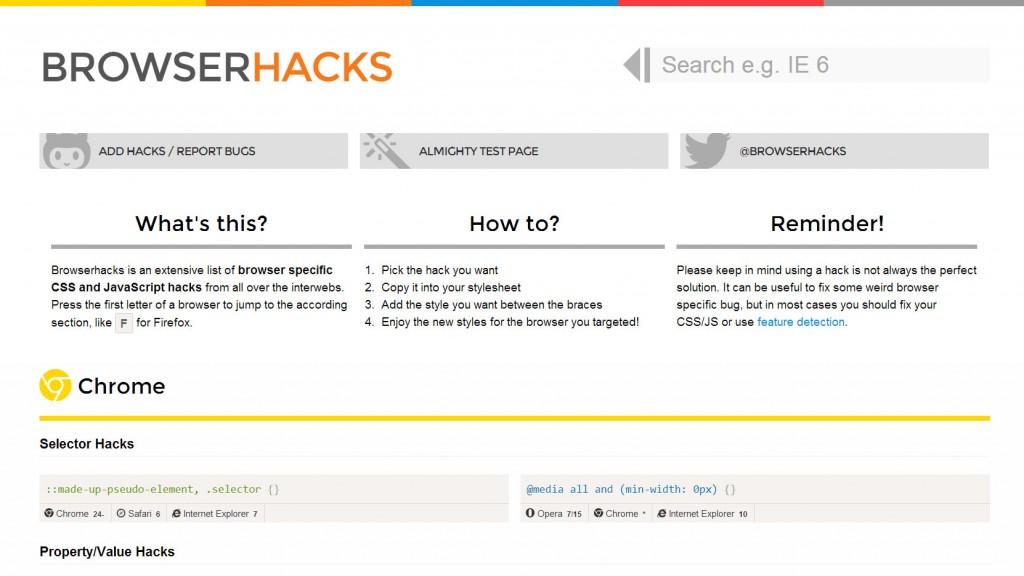 BROWSERHACKS
Search e.g. IE 6
ADD HACKS / REPORT BUGS
ALMIGHTY TEST PAGE
@BROWSERHACKS
What's this?
Browserhacks is an extensive list of browser specific
CSS and JavaScript hacks from all over the interwebs.
Press the first letter of a browser to jump to the according
section, like F for Firefox.
How to?
1. Pick the hack you want
2. Copy it into your stylesheet
3. Add the style you want between the braces
4. Enjoy the new styles for the browser you targeted!
Reminder!
Please keep in mind using a hack is not always the perfect
solution. It can be useful to fix some weird browser
specific bug, but in most cases you should fix your
CSS/JS or use feature detection.
Chrome
Selector Hacks
::made-up-pseudo-element, .selector {}
Chrome 24- Safari 6 Internet Explorer 7
@media all and (min-width: 0px) {}
Opera 7/15 Chrome * Internet Explorer 10
Property/Value Hacks